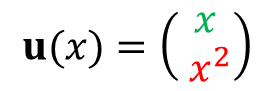 u(x) = (x
x²)